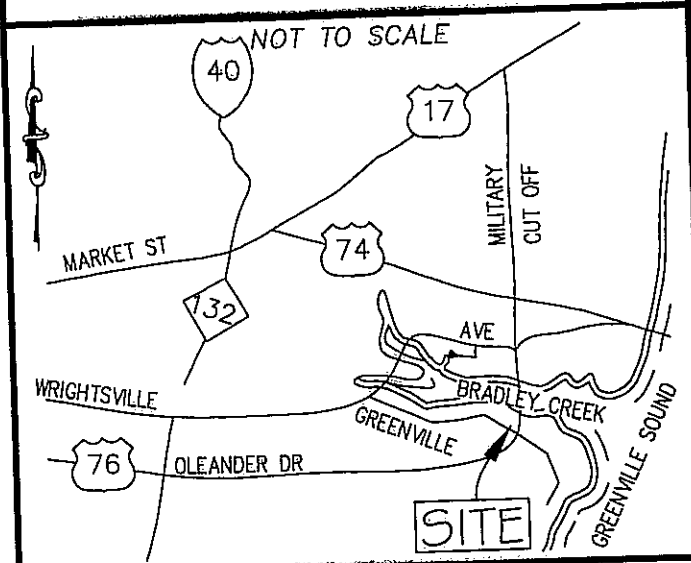 NOT TO SCALE
40
17
MILITARY
CUT OFF
MARKET ST
74
132
AVE
WRIGHTSVILLE
BRADLEY CREEK
GREENVILLE
GREENVILLE SOUND
76
OLEANDER DR
SITE